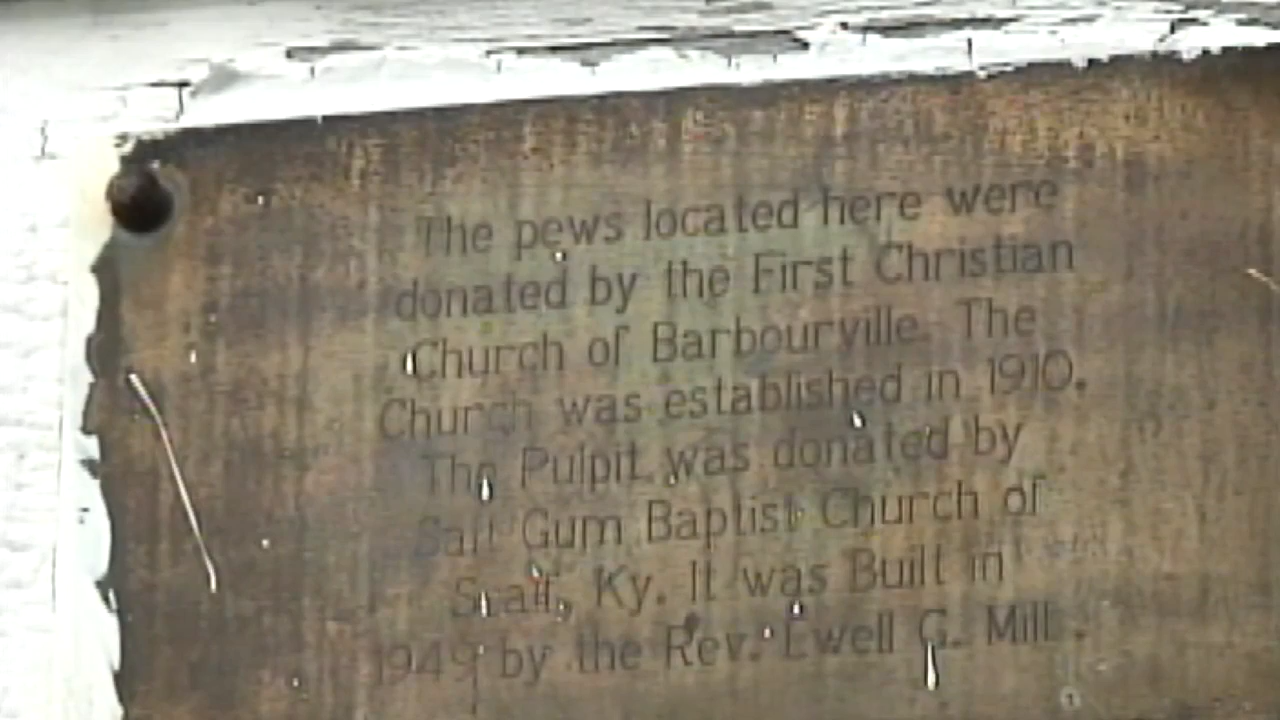 The pews located here were
donated by the First Christian
Church of Barbourville. The
Church was established in 1910.
The Pulpit was donated by
Salt Gum Baptist Church of
Scalf, Ky. It was Built in
1949 by the Rev. Ewell G. Mill .